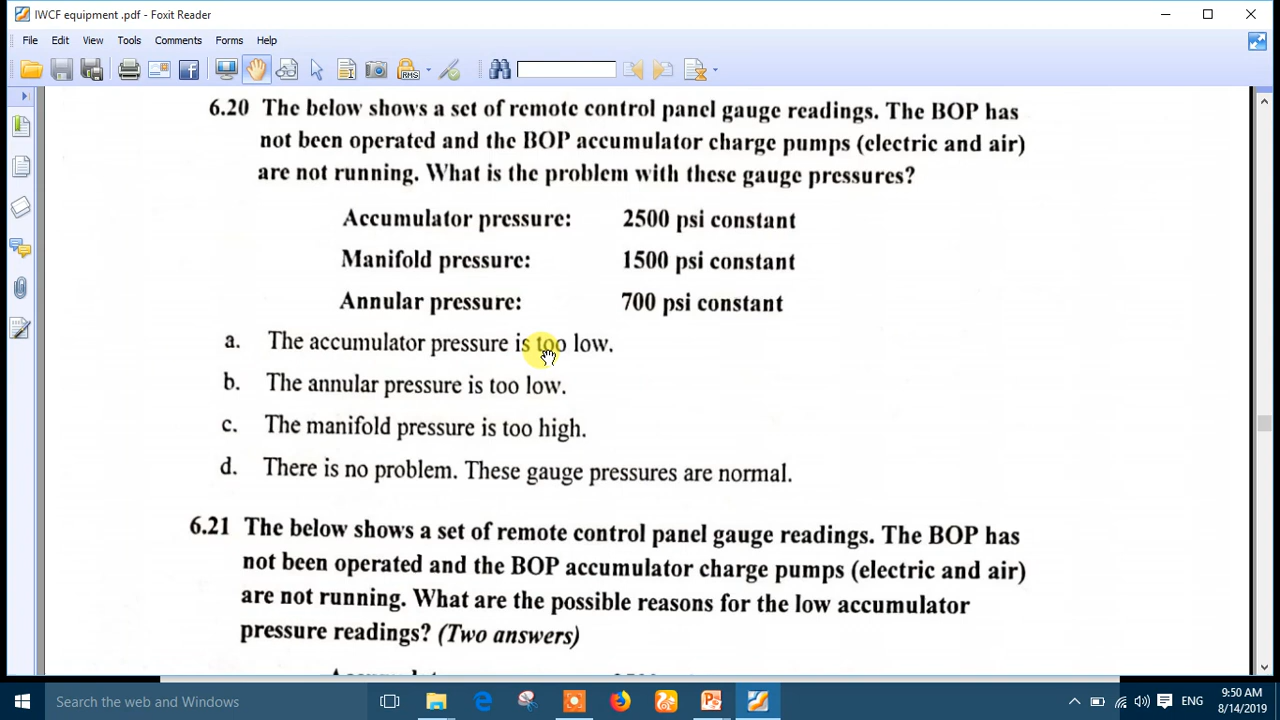 IWCF equipment .pdf - Foxit Reader
File Edit View Tools Comments Forms Help
RHS
6.20 The below shows a set of remote control panel gauge readings. The BOP has
not been operated and the BOP accumulator charge pumps (electric and air)
are not running. What is the problem with these gauge pressures?
Accumulator pressure: 2500 psi constant
Manifold pressure: 1500 psi constant
Annular pressure: 700 psi constant
a. The accumulator pressure is too low.
b. The annular pressure is too low.
c. The manifold pressure is too high.
d. There is no problem. These gauge pressures are normal.
6.21 The below shows a set of remote control panel gauge readings. The BOP has
not been operated and the BOP accumulator charge pumps (electric and air)
are not running. What are the possible reasons for the low accumulator
pressure readings? (Two answers)
Search the web and Windows
ENG
9:50 AM
8/14/2019